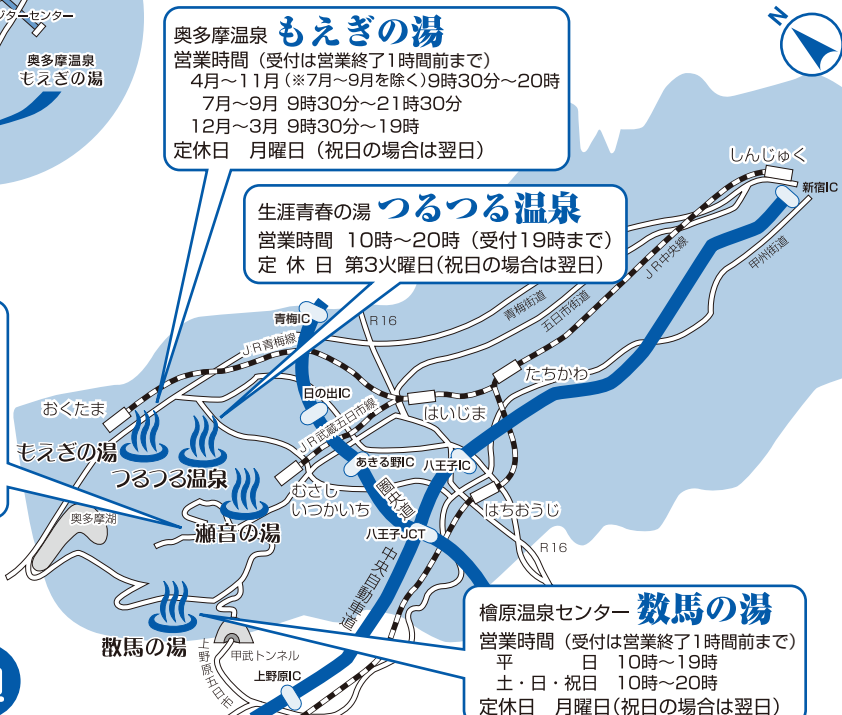 奥多摩温泉
もえぎの湯
奥多摩温泉 もえぎの湯
営業時間(受付は営業終了1時間前まで)
4月〜11月(※7月〜9月を除く)9時30分〜20時
7月〜9月 9時30分〜21時30分
12月〜3月 9時30分〜19時
定休日 月曜日(祝日の場合は翌日)
N
生涯青春の湯 つるつる温泉
営業時間 10時〜20時(受付19時まで)
定休日 第3火曜日(祝日の場合は翌日)
しんじゅく
新宿IC
JR中央線
甲州街道
青梅街道
五日市街道
青梅IC
R16
JR青梅線
たちかわ
日の出IC
おくたま
はいじま
JR武蔵五日市線
もえぎの湯
つるつる温泉
あきる野IC
八王子IC
むさし
いつかいち
圏央道
はちおうじ
奥多摩湖
瀬音の湯
八王子JCT
R16
中央自動車道
数馬の湯
甲武トンネル
上野原五日市
上野原IC
檜原温泉センター 数馬の湯
営業時間(受付は営業終了1時間前まで)
平日 10時〜19時
土・日・祝日 10時〜20時
定休日 月曜日(祝日の場合は翌日)